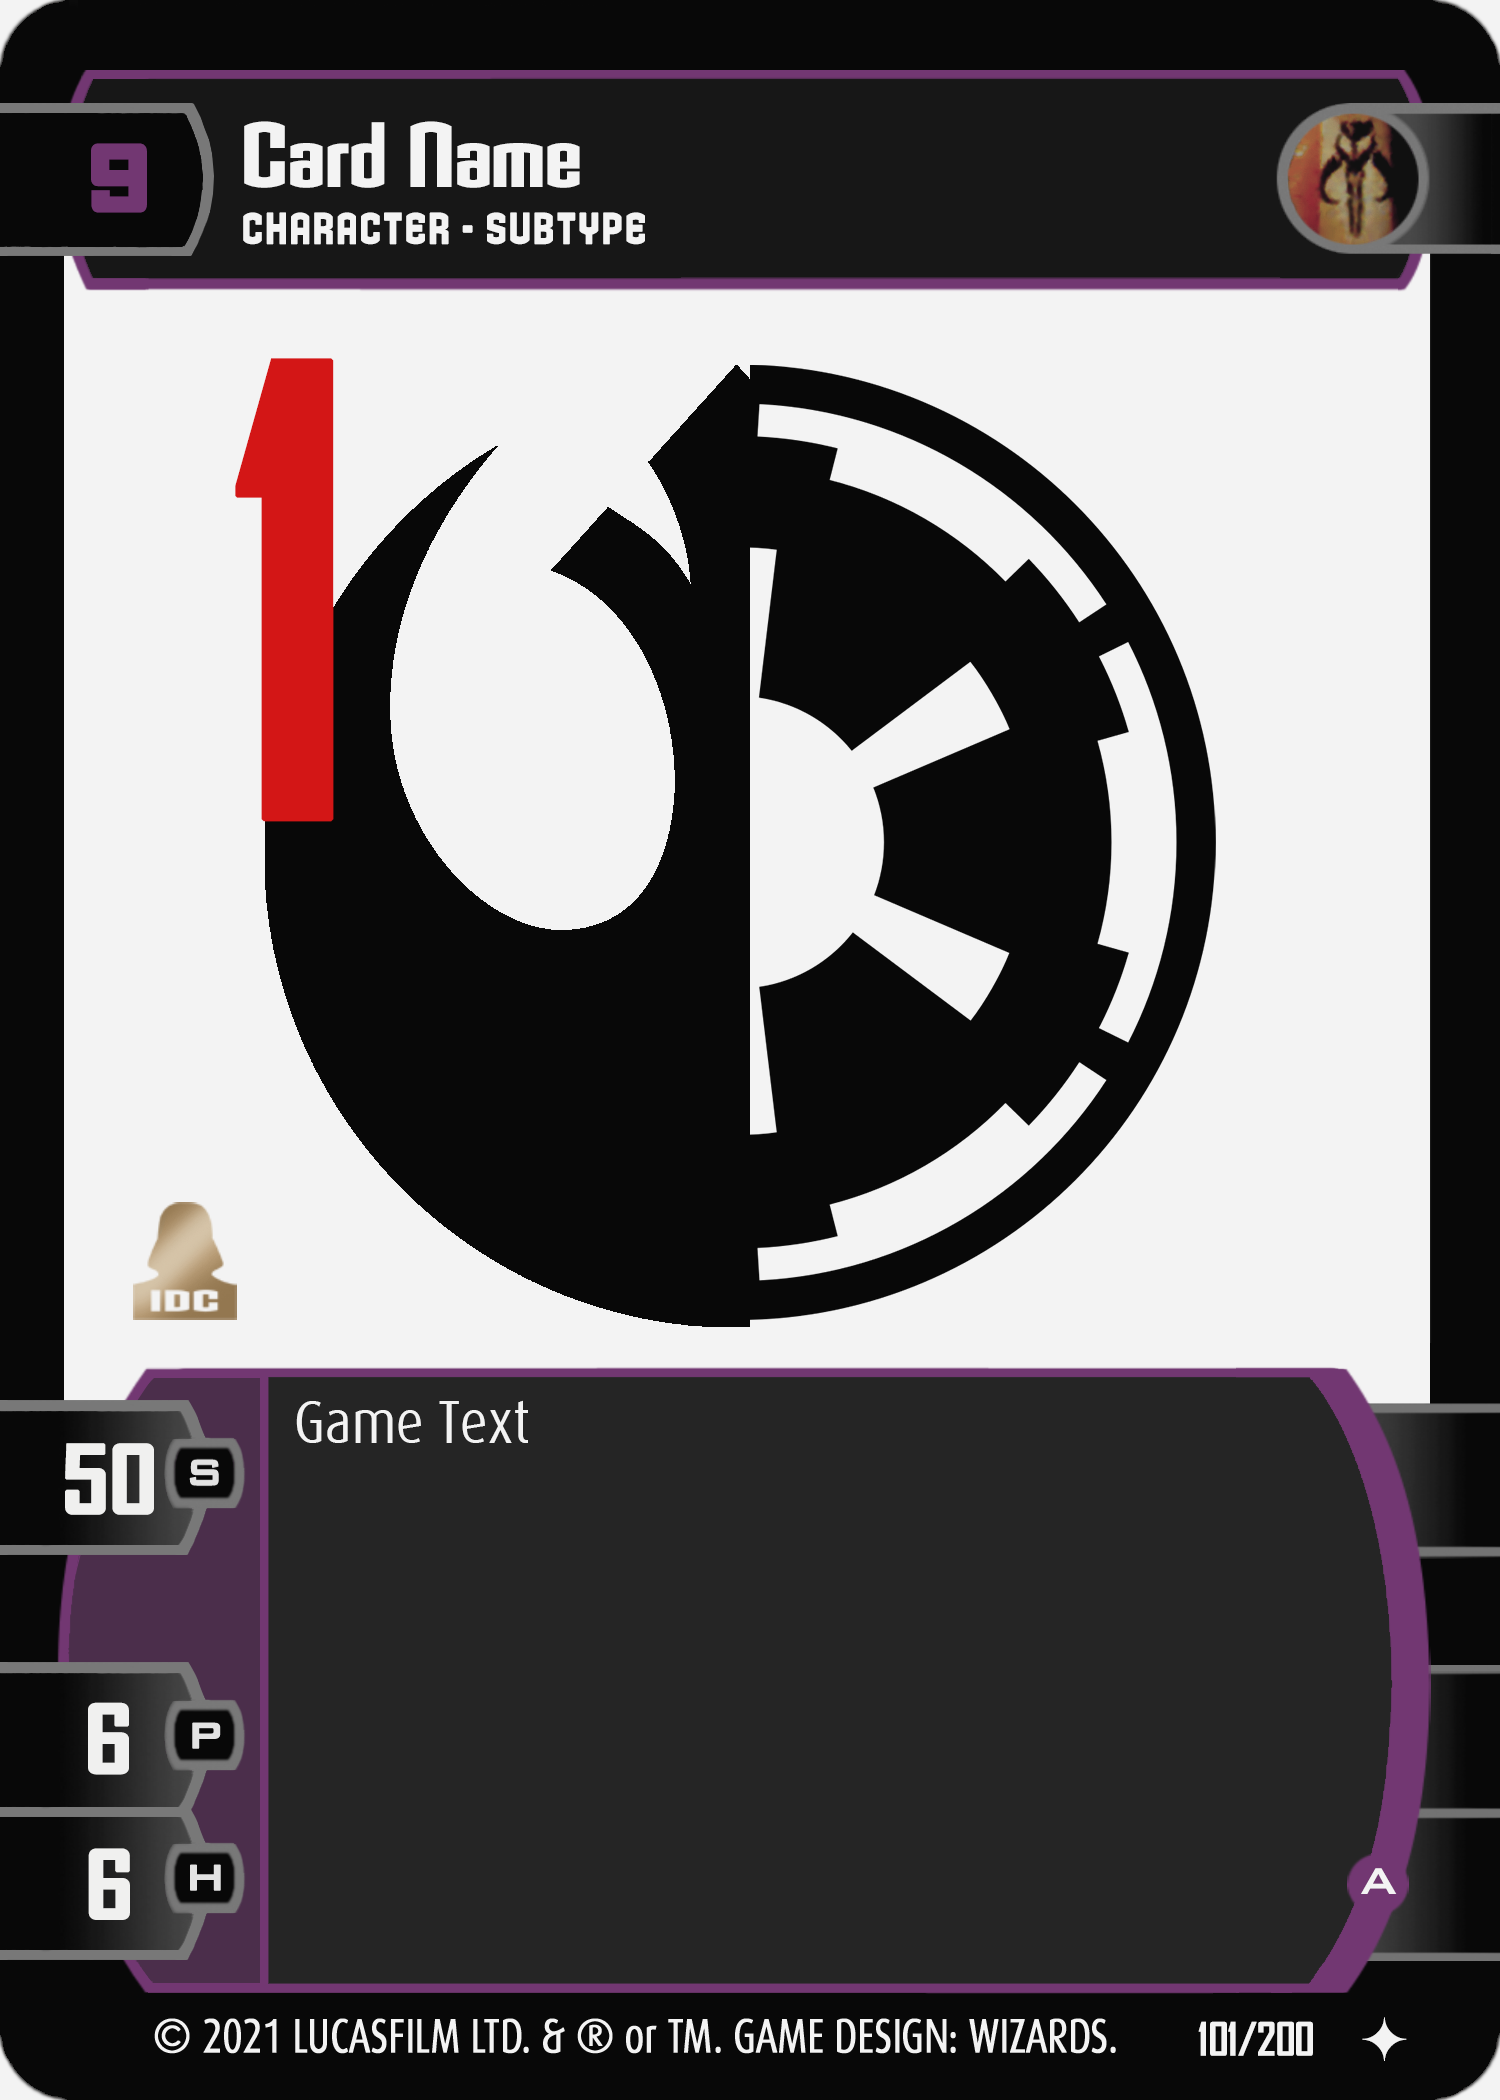 9
Card Name
CHARACTER - SUBTYPE
1
IDC
50 S
Game Text
6 P
6 H
A
© 2021 LUCASFILM LTD. & ® or TM. GAME DESIGN: WIZARDS.
101/200